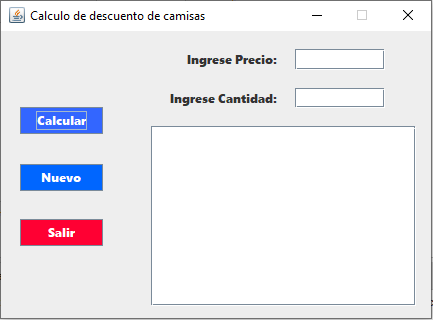 Calculo de descuento de camisas
Ingrese Precio:
Ingrese Cantidad:
Calcular
Nuevo
Salir